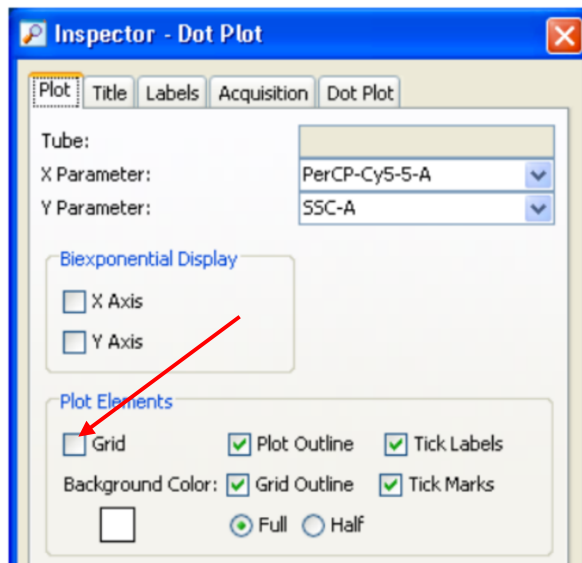 Inspector - Dot Plot
Plot Title Labels Acquisition Dot Plot
Tube:
X Parameter: PerCP-Cy5-5-A
Y Parameter: SSC-A
Biexponential Display
X Axis
Y Axis
Plot Elements
Grid Plot Outline Tick Labels
Background Color: Grid Outline Tick Marks
Full Half